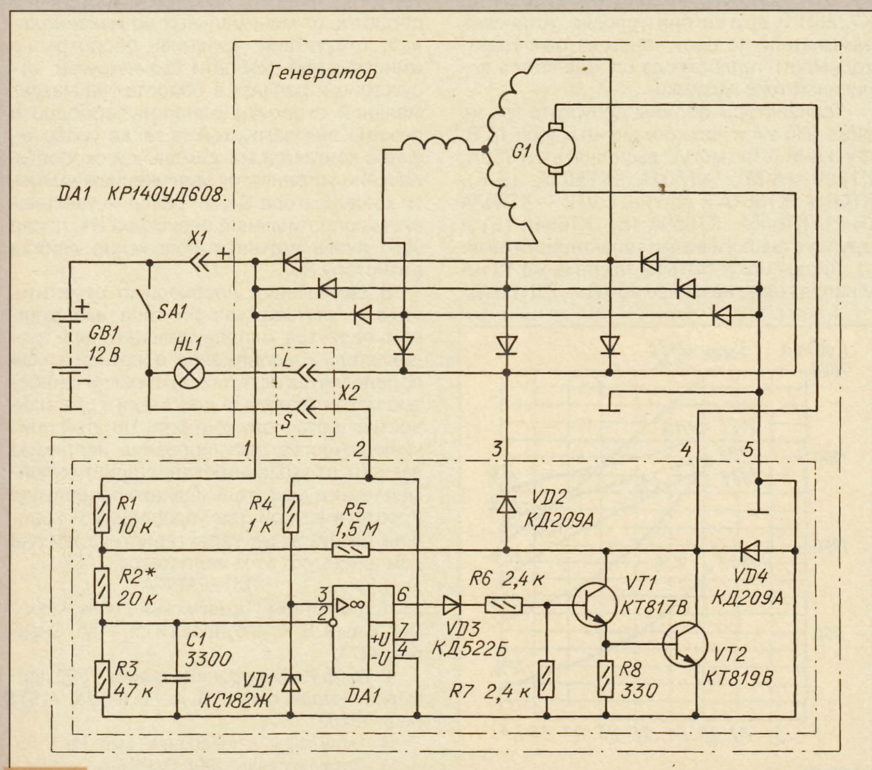 Генератор
G1
DA1 КР140УД608.
X1
+
+
SA1
GB1
12 В
HL1
L
X2
S
1
2
3
4
5
R1
10 к
R4
1 к
R5
1,5 М
VD2
КД209А
R2*
20 к
R6 2,4 к
VT1
КТ817В
VD4
КД209А
3
2
▷∞
6
7
+U
-U
4
VD3
КД522Б
C1
3300
VT2
КТ819В
R3
47 к
VD1
КС182Ж
DA1
R7 2,4 к
R8
330